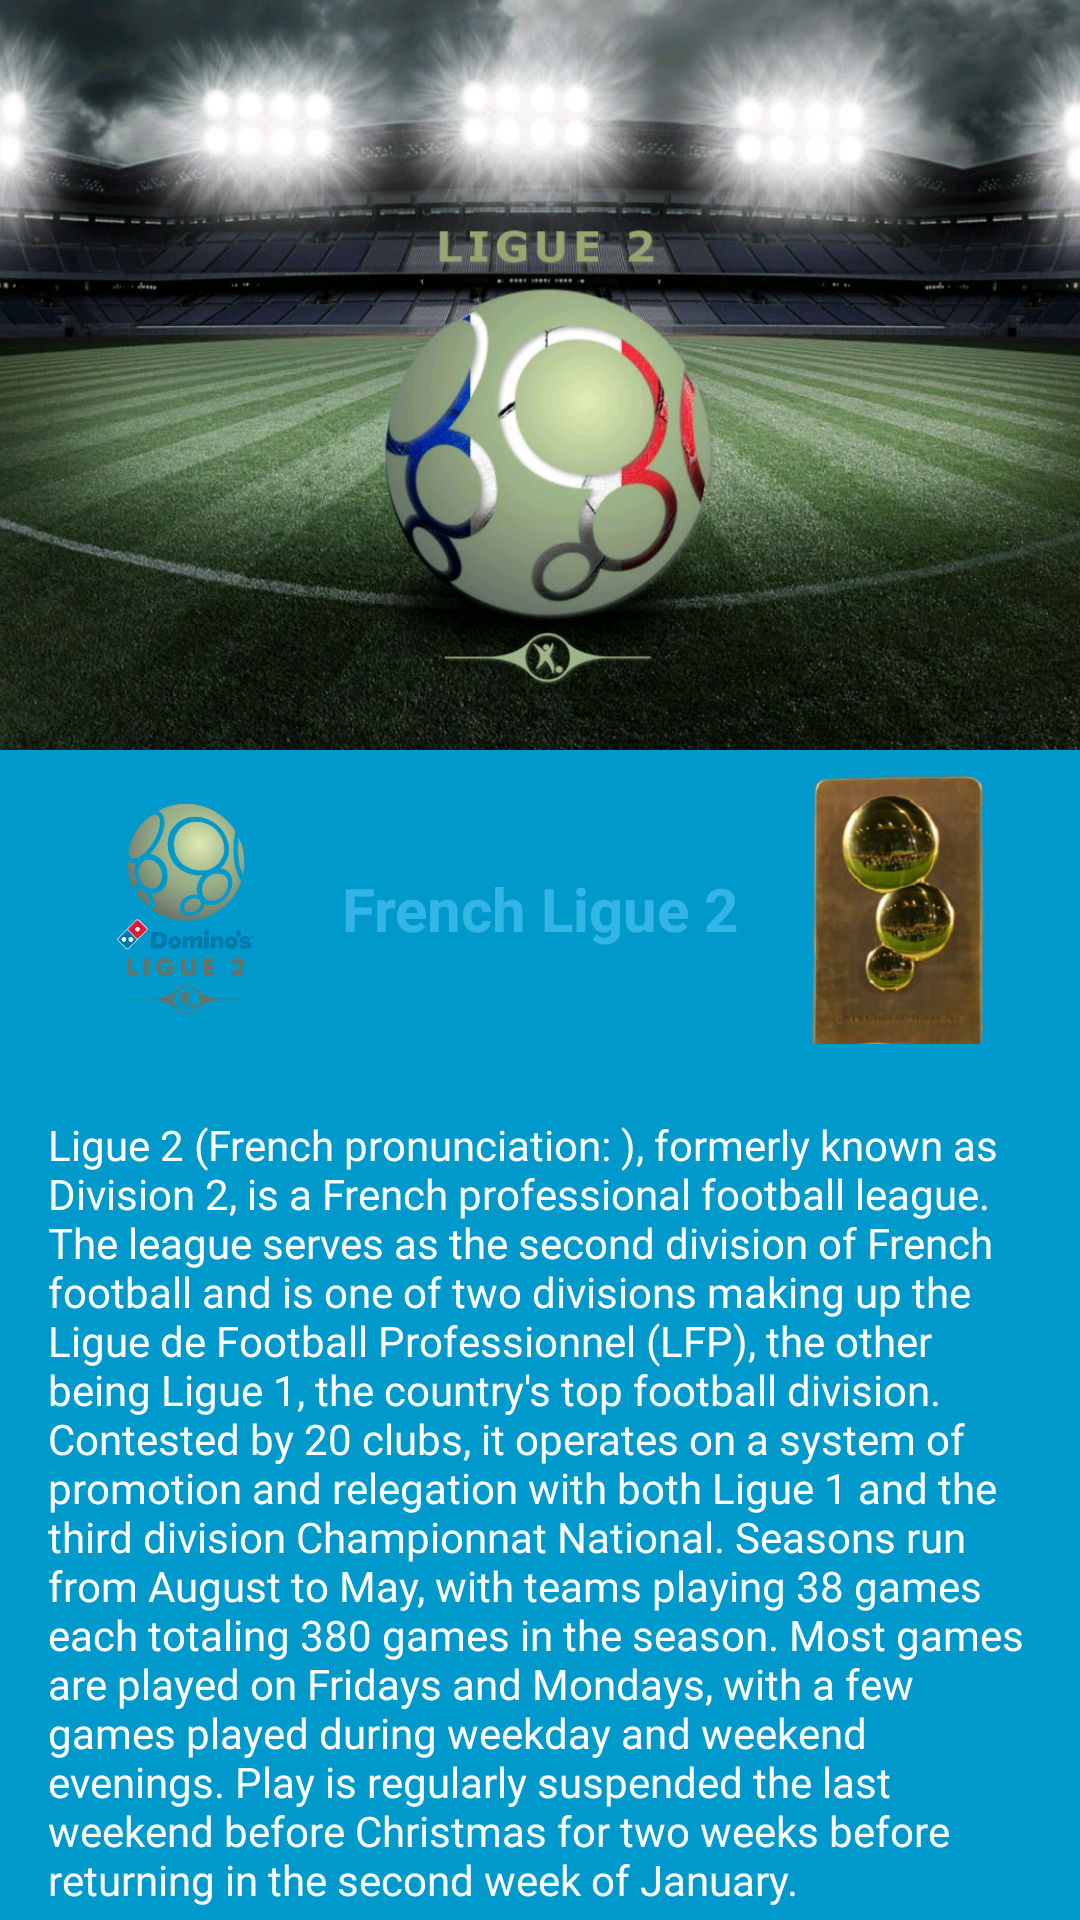 LIGUE 2
Domino's
LIGUE 2
French Ligue 2
Ligue 2 (French pronunciation: ), formerly known as
Division 2, is a French professional football league.
The league serves as the second division of French
football and is one of two divisions making up the
Ligue de Football Professionnel (LFP), the other
being Ligue 1, the country's top football division.
Contested by 20 clubs, it operates on a system of
promotion and relegation with both Ligue 1 and the
third division Championnat National. Seasons run
from August to May, with teams playing 38 games
each totaling 380 games in the season. Most games
are played on Fridays and Mondays, with a few
games played during weekday and weekend
evenings. Play is regularly suspended the last
weekend before Christmas for two weeks before
returning in the second week of January.